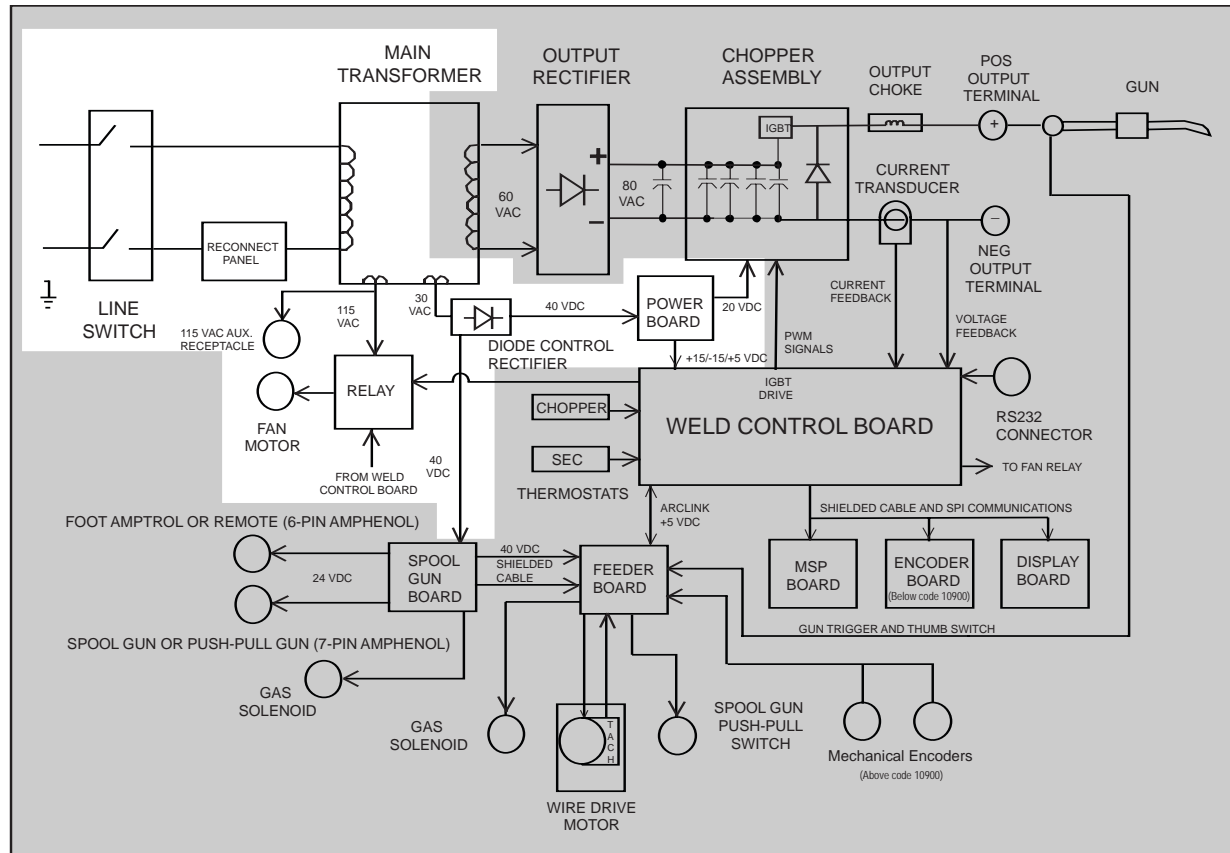 MAIN
TRANSFORMER
OUTPUT
RECTIFIER
CHOPPER
ASSEMBLY
OUTPUT
CHOKE
POS
OUTPUT
TERMINAL
GUN
IGBT
+
+
−
60
VAC
80
VAC
CURRENT
TRANSDUCER
−
NEG
OUTPUT
TERMINAL
RECONNECT
PANEL
LINE
SWITCH
115 VAC AUX.
RECEPTACLE
115
VAC
30
VAC
40 VDC
DIODE CONTROL
RECTIFIER
POWER
BOARD
20 VDC
+15/-15/+5 VDC
PWM
SIGNALS
CURRENT
FEEDBACK
VOLTAGE
FEEDBACK
FAN
MOTOR
RELAY
FROM WELD
CONTROL BOARD
40
VDC
CHOPPER
SEC
THERMOSTATS
IGBT
DRIVE
WELD CONTROL BOARD
RS232
CONNECTOR
TO FAN RELAY
ARCLINK
+5 VDC
SHIELDED CABLE AND SPI COMMUNICATIONS
MSP
BOARD
ENCODER
BOARD
(Below code 10900)
DISPLAY
BOARD
FOOT AMPTROL OR REMOTE (6-PIN AMPHENOL)
24 VDC
SPOOL
GUN
BOARD
40 VDC
SHIELDED
CABLE
FEEDER
BOARD
GUN TRIGGER AND THUMB SWITCH
SPOOL GUN OR PUSH-PULL GUN (7-PIN AMPHENOL)
GAS
SOLENOID
GAS
SOLENOID
TACH
WIRE DRIVE
MOTOR
SPOOL GUN
PUSH-PULL
SWITCH
Mechanical Encoders
(Above code 10900)